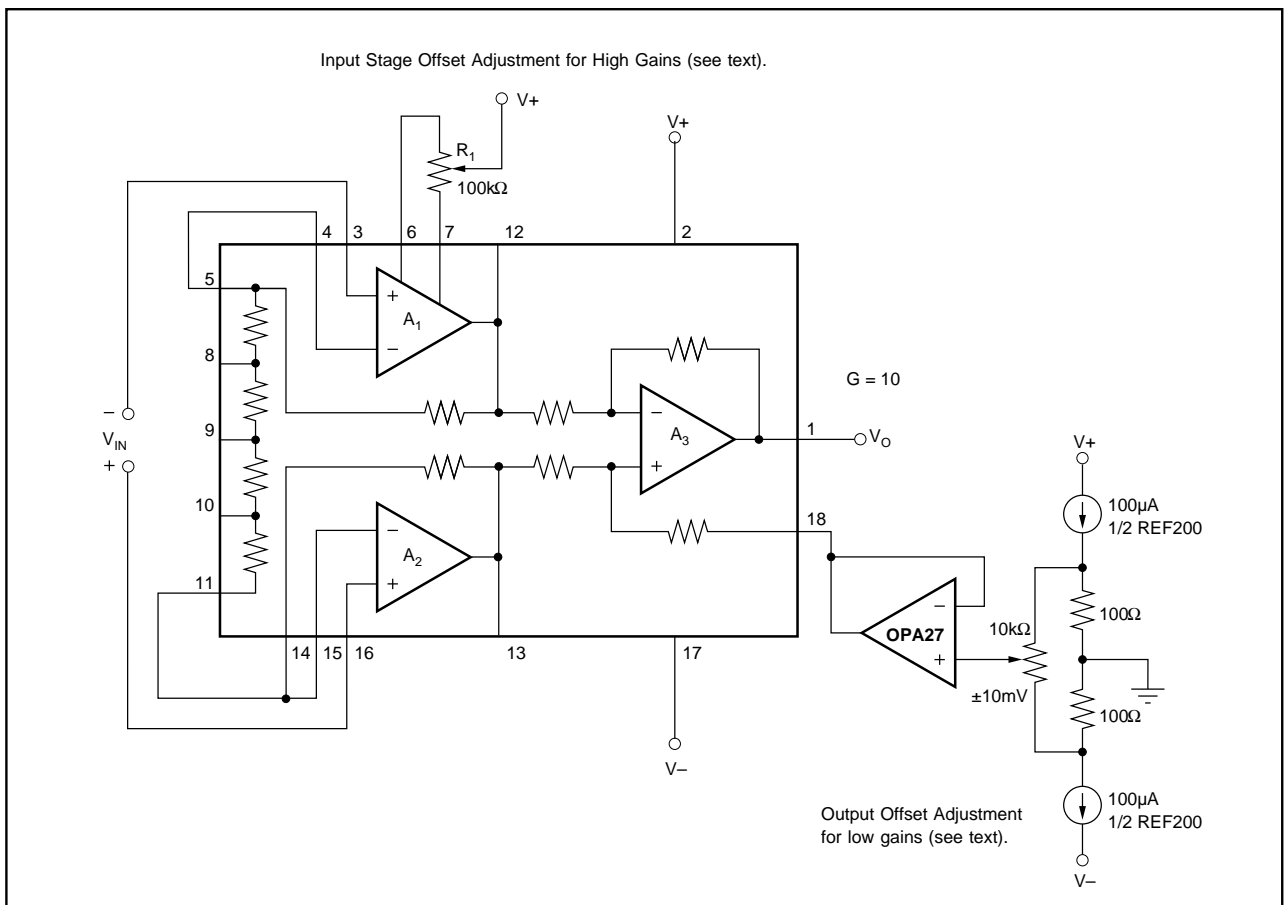 Input Stage Offset Adjustment for High Gains (see text).
V+
V+
R1
100kΩ
4 3 6 7 12 2
5
+
A1
−
8
G = 10
−
VIN
+
9
−
A3
+
1
VO
V+
10
−
A2
+
18
100µA
1/2 REF200
11
−
OPA27
+
10kΩ
100Ω
±10mV
100Ω
14 15 16 13 17
V−
100µA
1/2 REF200
Output Offset Adjustment
for low gains (see text).
V−